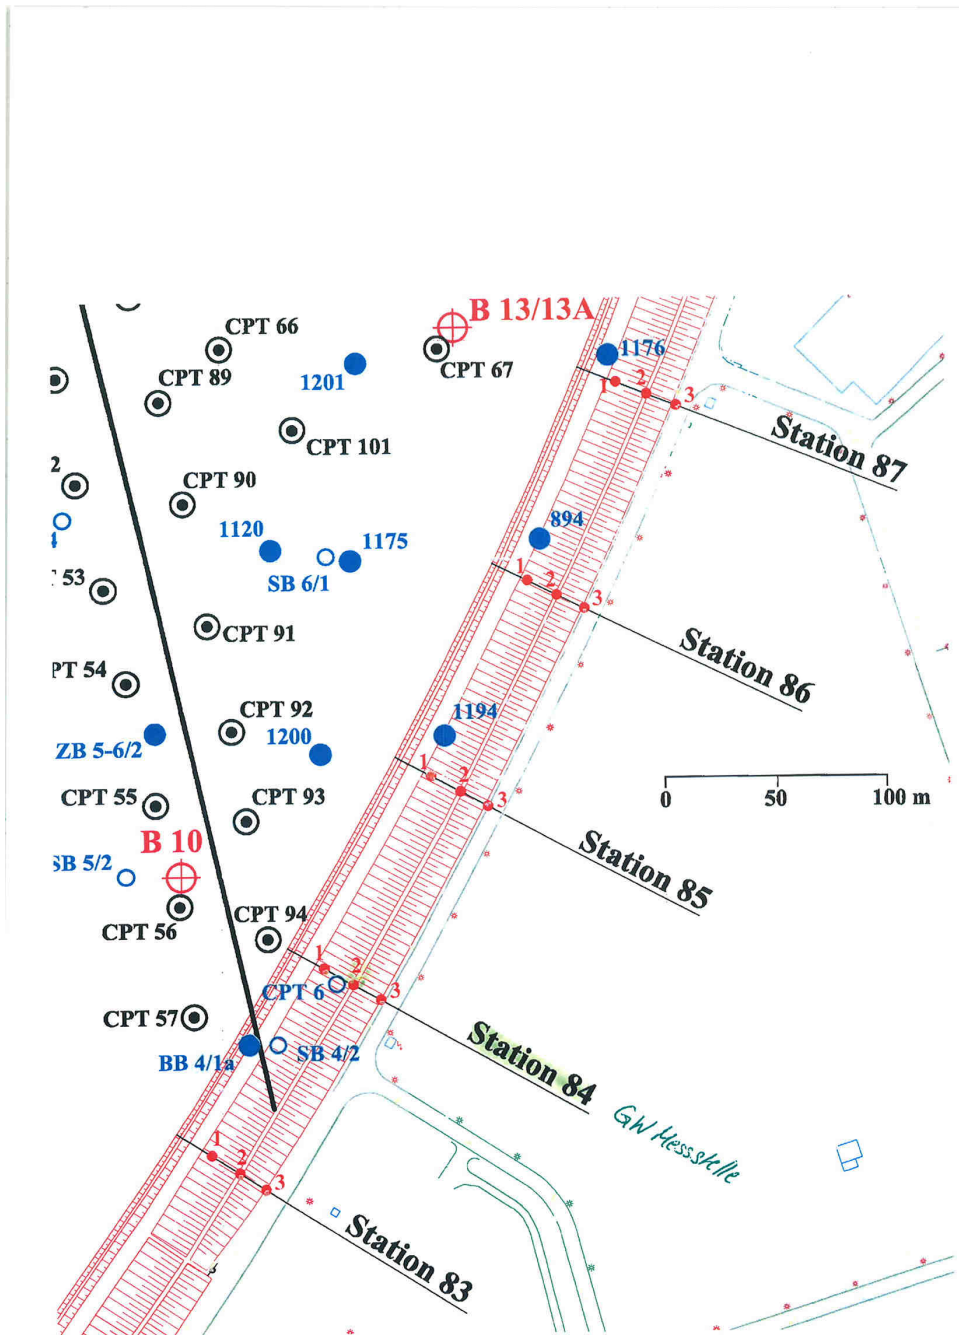 B 13/13A
CPT 66
1176
1201
CPT 67
CPT 89
1 2 3
Station 87
CPT 101
2
CPT 90
894
1120
1175
4
SB 6/1
1 2 3
53
CPT 91
Station 86
PT 54
CPT 92
1194
1200
ZB 5-6/2
1 2 3
CPT 55
CPT 93
0 50 100 m
B 10
SB 5/2
Station 85
CPT 94
CPT 56
1 2 3
CPT 6
CPT 57
SB 4/2
BB 4/1a
Station 84
GW Messstelle
1 2 3
Station 83